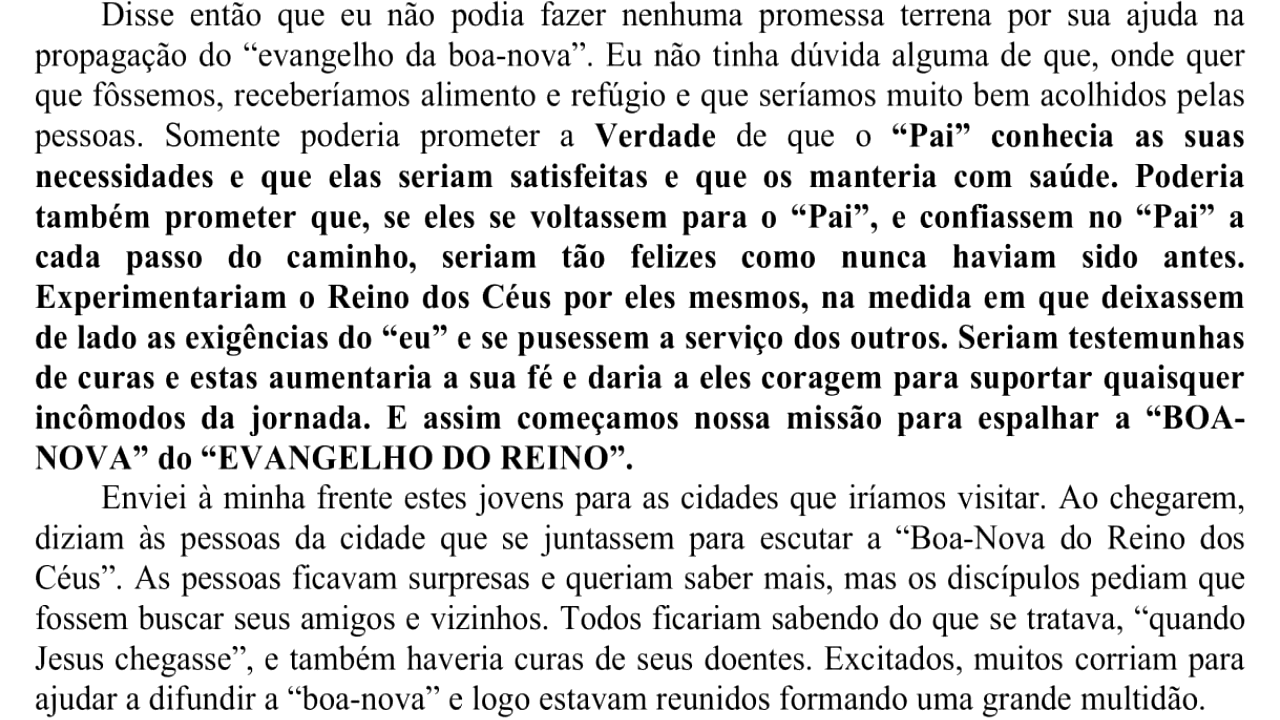 Disse então que eu não podia fazer nenhuma promessa terrena por sua ajuda na
propagação do “evangelho da boa-nova”. Eu não tinha dúvida alguma de que, onde quer
que fôssemos, receberíamos alimento e refúgio e que seríamos muito bem acolhidos pelas
pessoas. Somente poderia prometer a Verdade de que o “Pai” conhecia as suas
necessidades e que elas seriam satisfeitas e que os manteria com saúde. Poderia
também prometer que, se eles se voltassem para o “Pai”, e confiassem no “Pai” a
cada passo do caminho, seriam tão felizes como nunca haviam sido antes.
Experimentariam o Reino dos Céus por eles mesmos, na medida em que deixassem
de lado as exigências do “eu” e se pusessem a serviço dos outros. Seriam testemunhas
de curas e estas aumentaria a sua fé e daria a eles coragem para suportar quaisquer
incômodos da jornada. E assim começamos nossa missão para espalhar a “BOA-
NOVA” do “EVANGELHO DO REINO”.
Enviei à minha frente estes jovens para as cidades que iríamos visitar. Ao chegarem,
diziam às pessoas da cidade que se juntassem para escutar a “Boa-Nova do Reino dos
Céus”. As pessoas ficavam surpresas e queriam saber mais, mas os discípulos pediam que
fossem buscar seus amigos e vizinhos. Todos ficariam sabendo do que se tratava, “quando
Jesus chegasse”, e também haveria curas de seus doentes. Excitados, muitos corriam para
ajudar a difundir a “boa-nova” e logo estavam reunidos formando uma grande multidão.